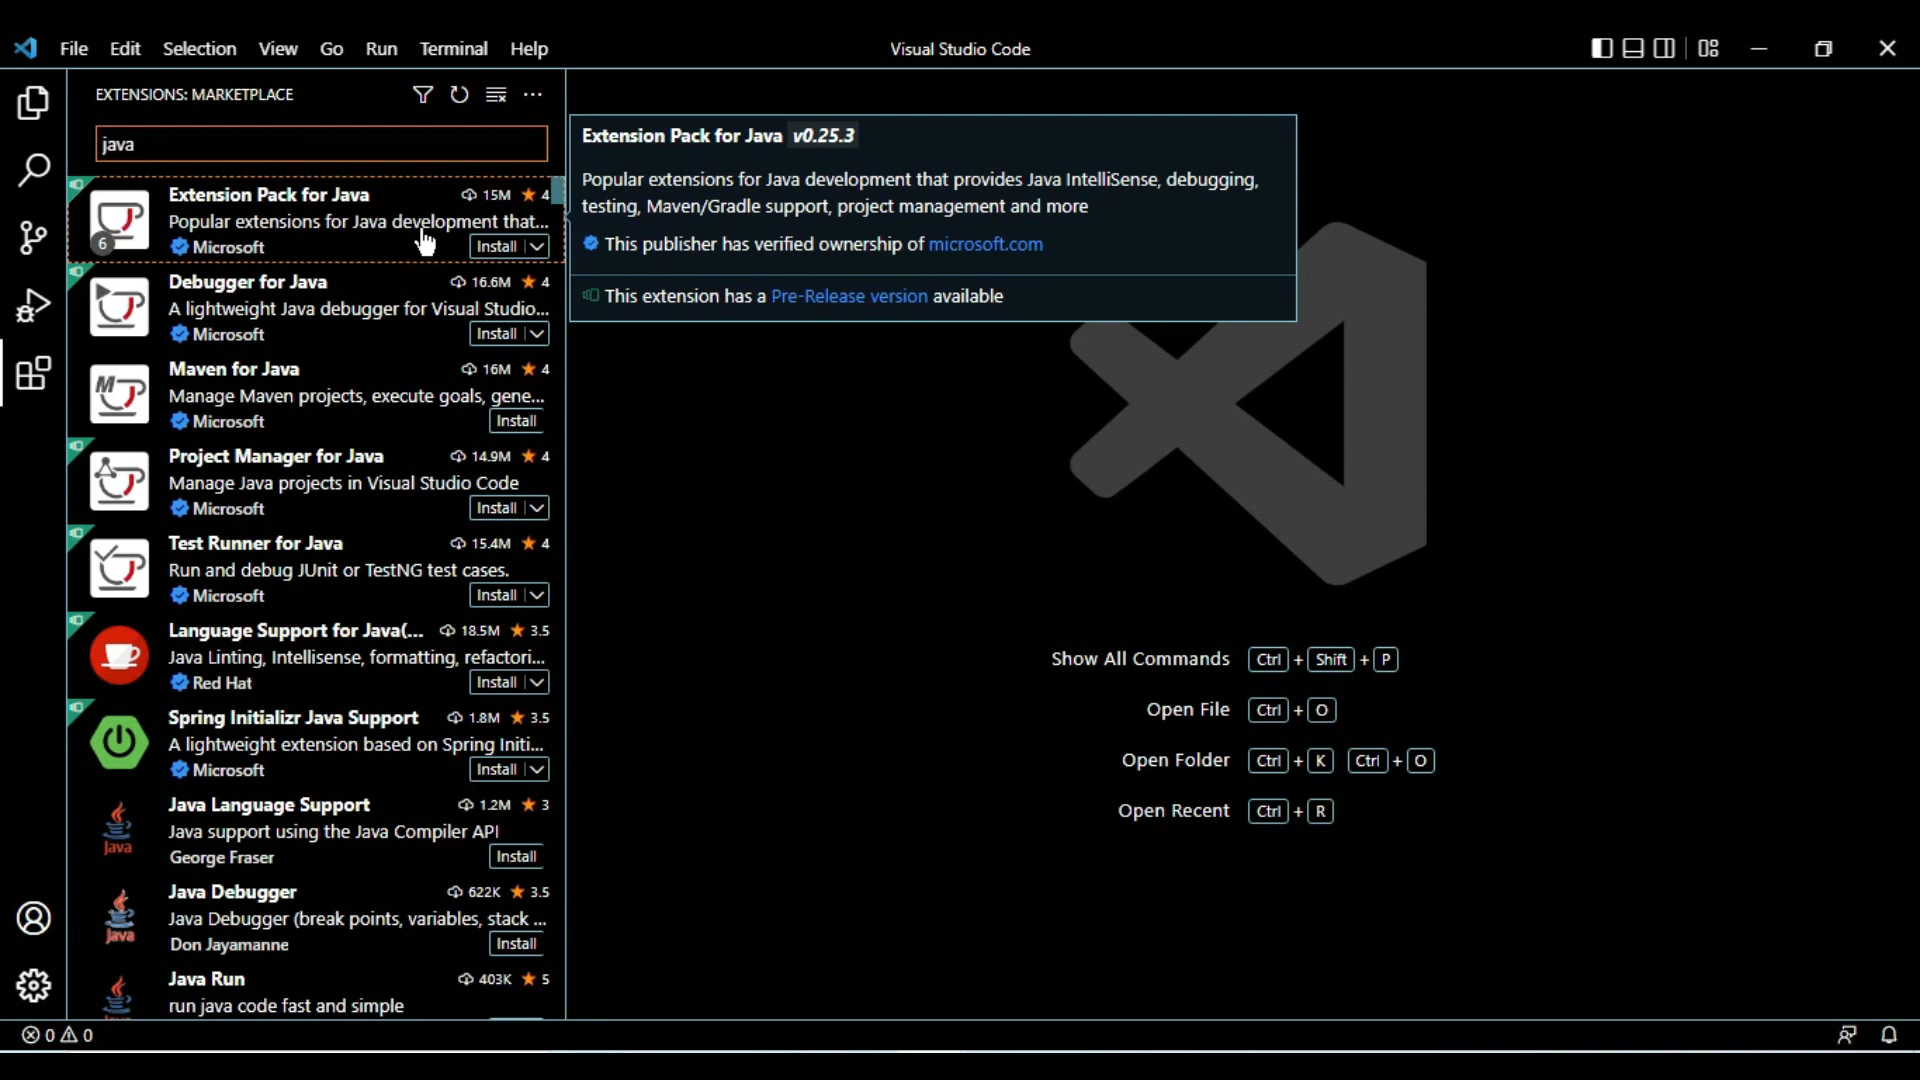 File Edit Selection View Go Run Terminal Help
Visual Studio Code
EXTENSIONS: MARKETPLACE
java
Extension Pack for Java 15M 4
Popular extensions for Java development that...
6
Microsoft Install
Debugger for Java 16.6M 4
A lightweight Java debugger for Visual Studio...
Microsoft Install
Maven for Java 16M 4
Manage Maven projects, execute goals, gene...
Microsoft Install
Project Manager for Java 14.9M 4
Manage Java projects in Visual Studio Code
Microsoft Install
Test Runner for Java 15.4M 4
Run and debug JUnit or TestNG test cases.
Microsoft Install
Language Support for Java(... 18.5M 3.5
Java Linting, Intellisense, formatting, refactori...
Red Hat Install
Spring Initializr Java Support 1.8M 3.5
A lightweight extension based on Spring Initi...
Microsoft Install
Java Language Support 1.2M 3
Java support using the Java Compiler API
Java
George Fraser Install
Java Debugger 622K 3.5
Java Debugger (break points, variables, stack ...
Java
Don Jayamanne Install
Java Run 403K 5
run java code fast and simple
Extension Pack for Java v0.25.3
Popular extensions for Java development that provides Java IntelliSense, debugging,
testing, Maven/Gradle support, project management and more
This publisher has verified ownership of microsoft.com
This extension has a Pre-Release version available
Show All Commands Ctrl + Shift + P
Open File Ctrl + O
Open Folder Ctrl + K Ctrl + O
Open Recent Ctrl + R
0 0